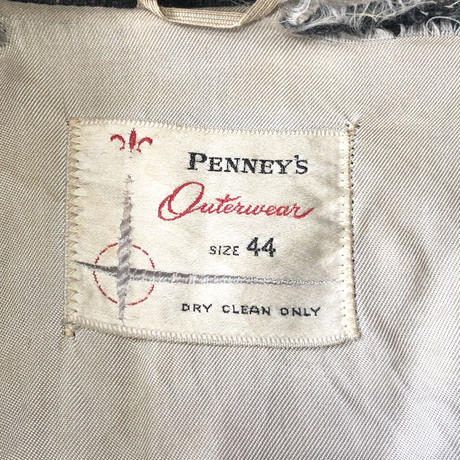 PENNEY'S
Outerwear
SIZE 44
DRY CLEAN ONLY